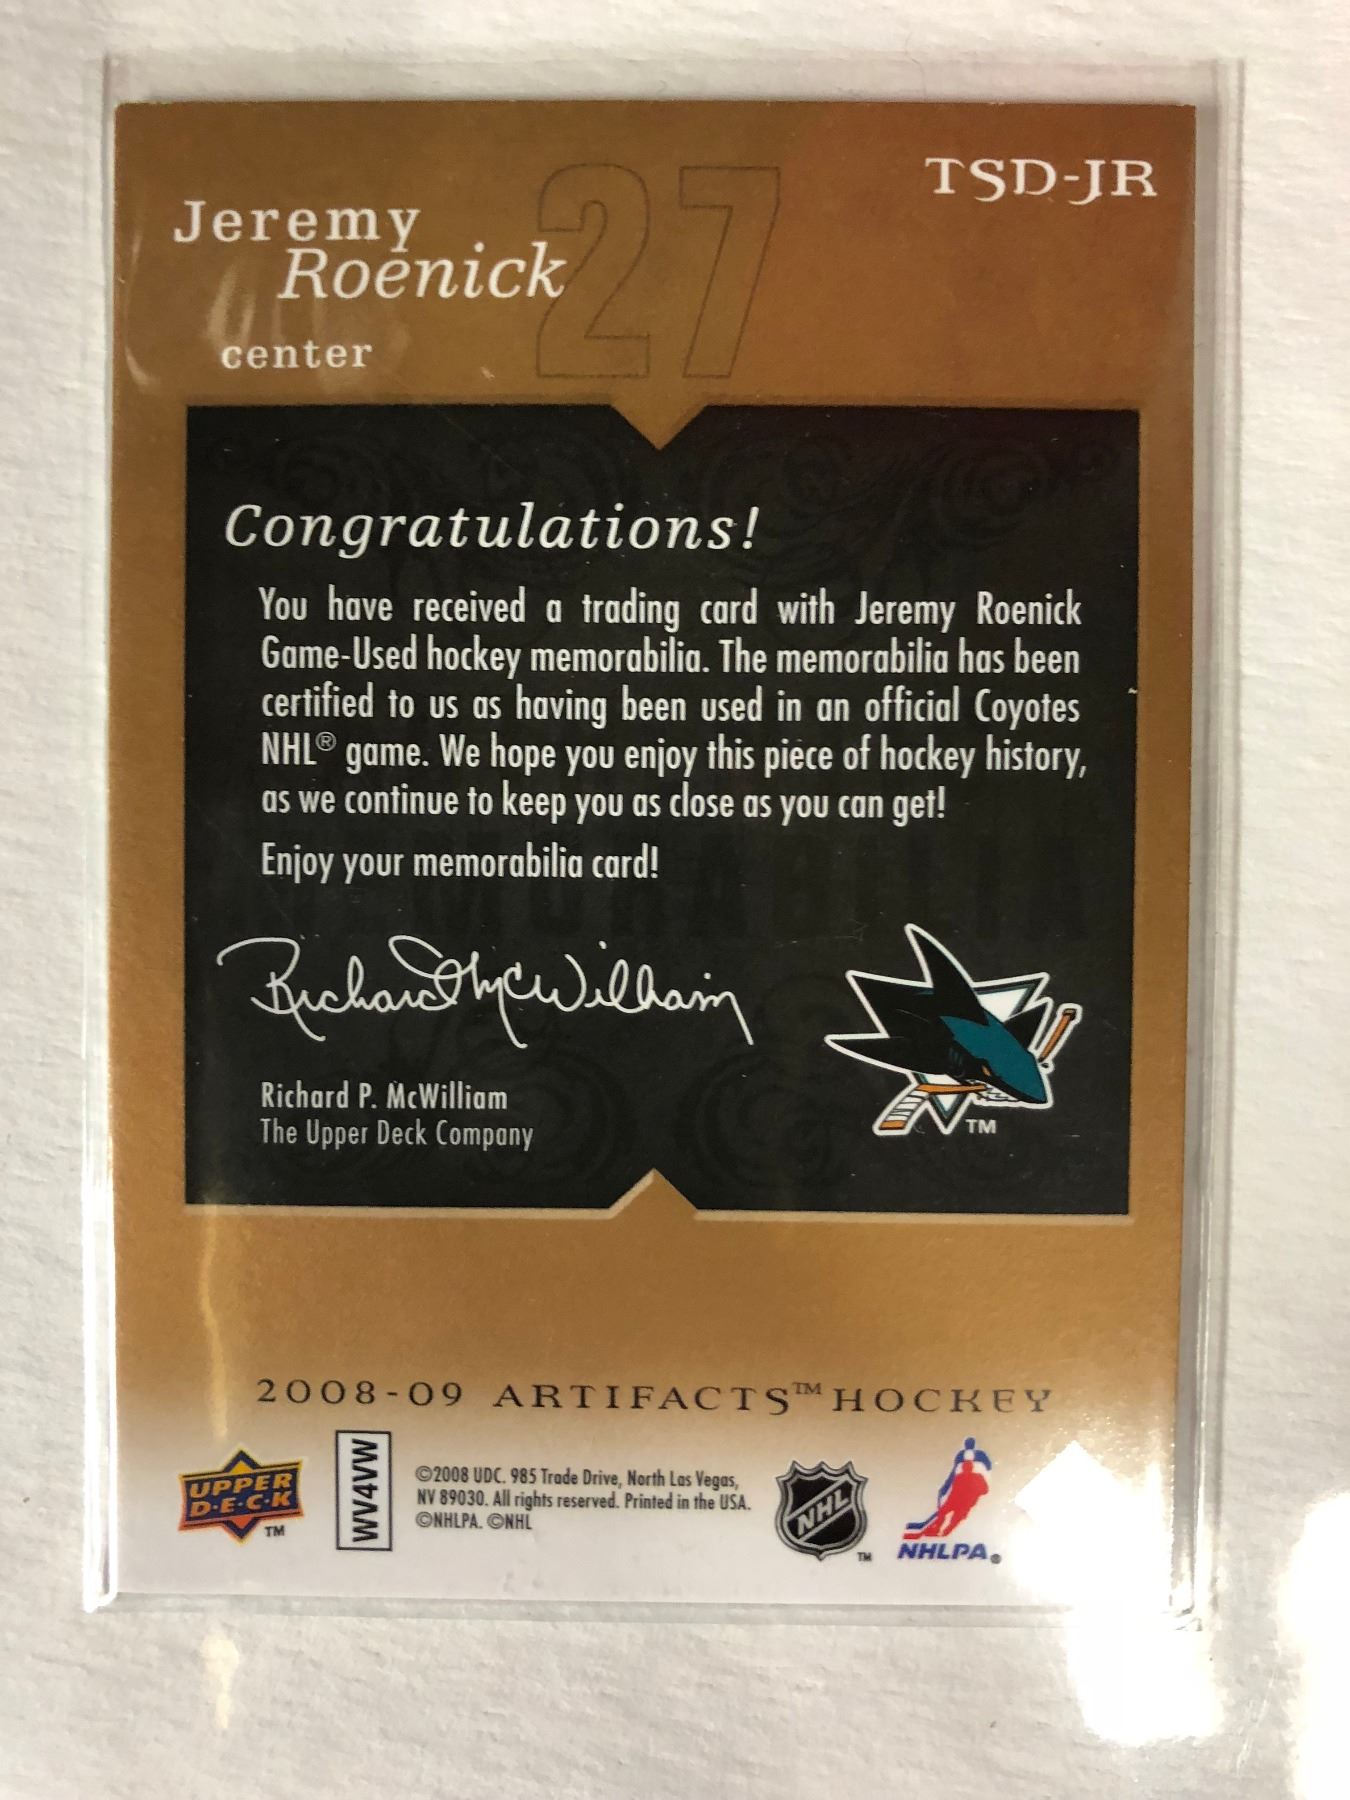 TSD-JR
27
Jeremy
Roenick
center
Congratulations!
You have received a trading card with Jeremy Roenick
Game-Used hockey memorabilia. The memorabilia has been
certified to us as having been used in an official Coyotes
NHL® game. We hope you enjoy this piece of hockey history,
as we continue to keep you as close as you can get!
Enjoy your memorabilia card!
MEMORABILIA
Richard McWilliam
TM
Richard P. McWilliam
The Upper Deck Company
2008-09 ARTIFACTS™ HOCKEY
UPPER
D·E·C·K
TM
WV4VW
©2008 UDC. 985 Trade Drive, North Las Vegas,
NV 89030. All rights reserved. Printed in the USA.
©NHLPA. ©NHL
NHL
TM
NHLPA®